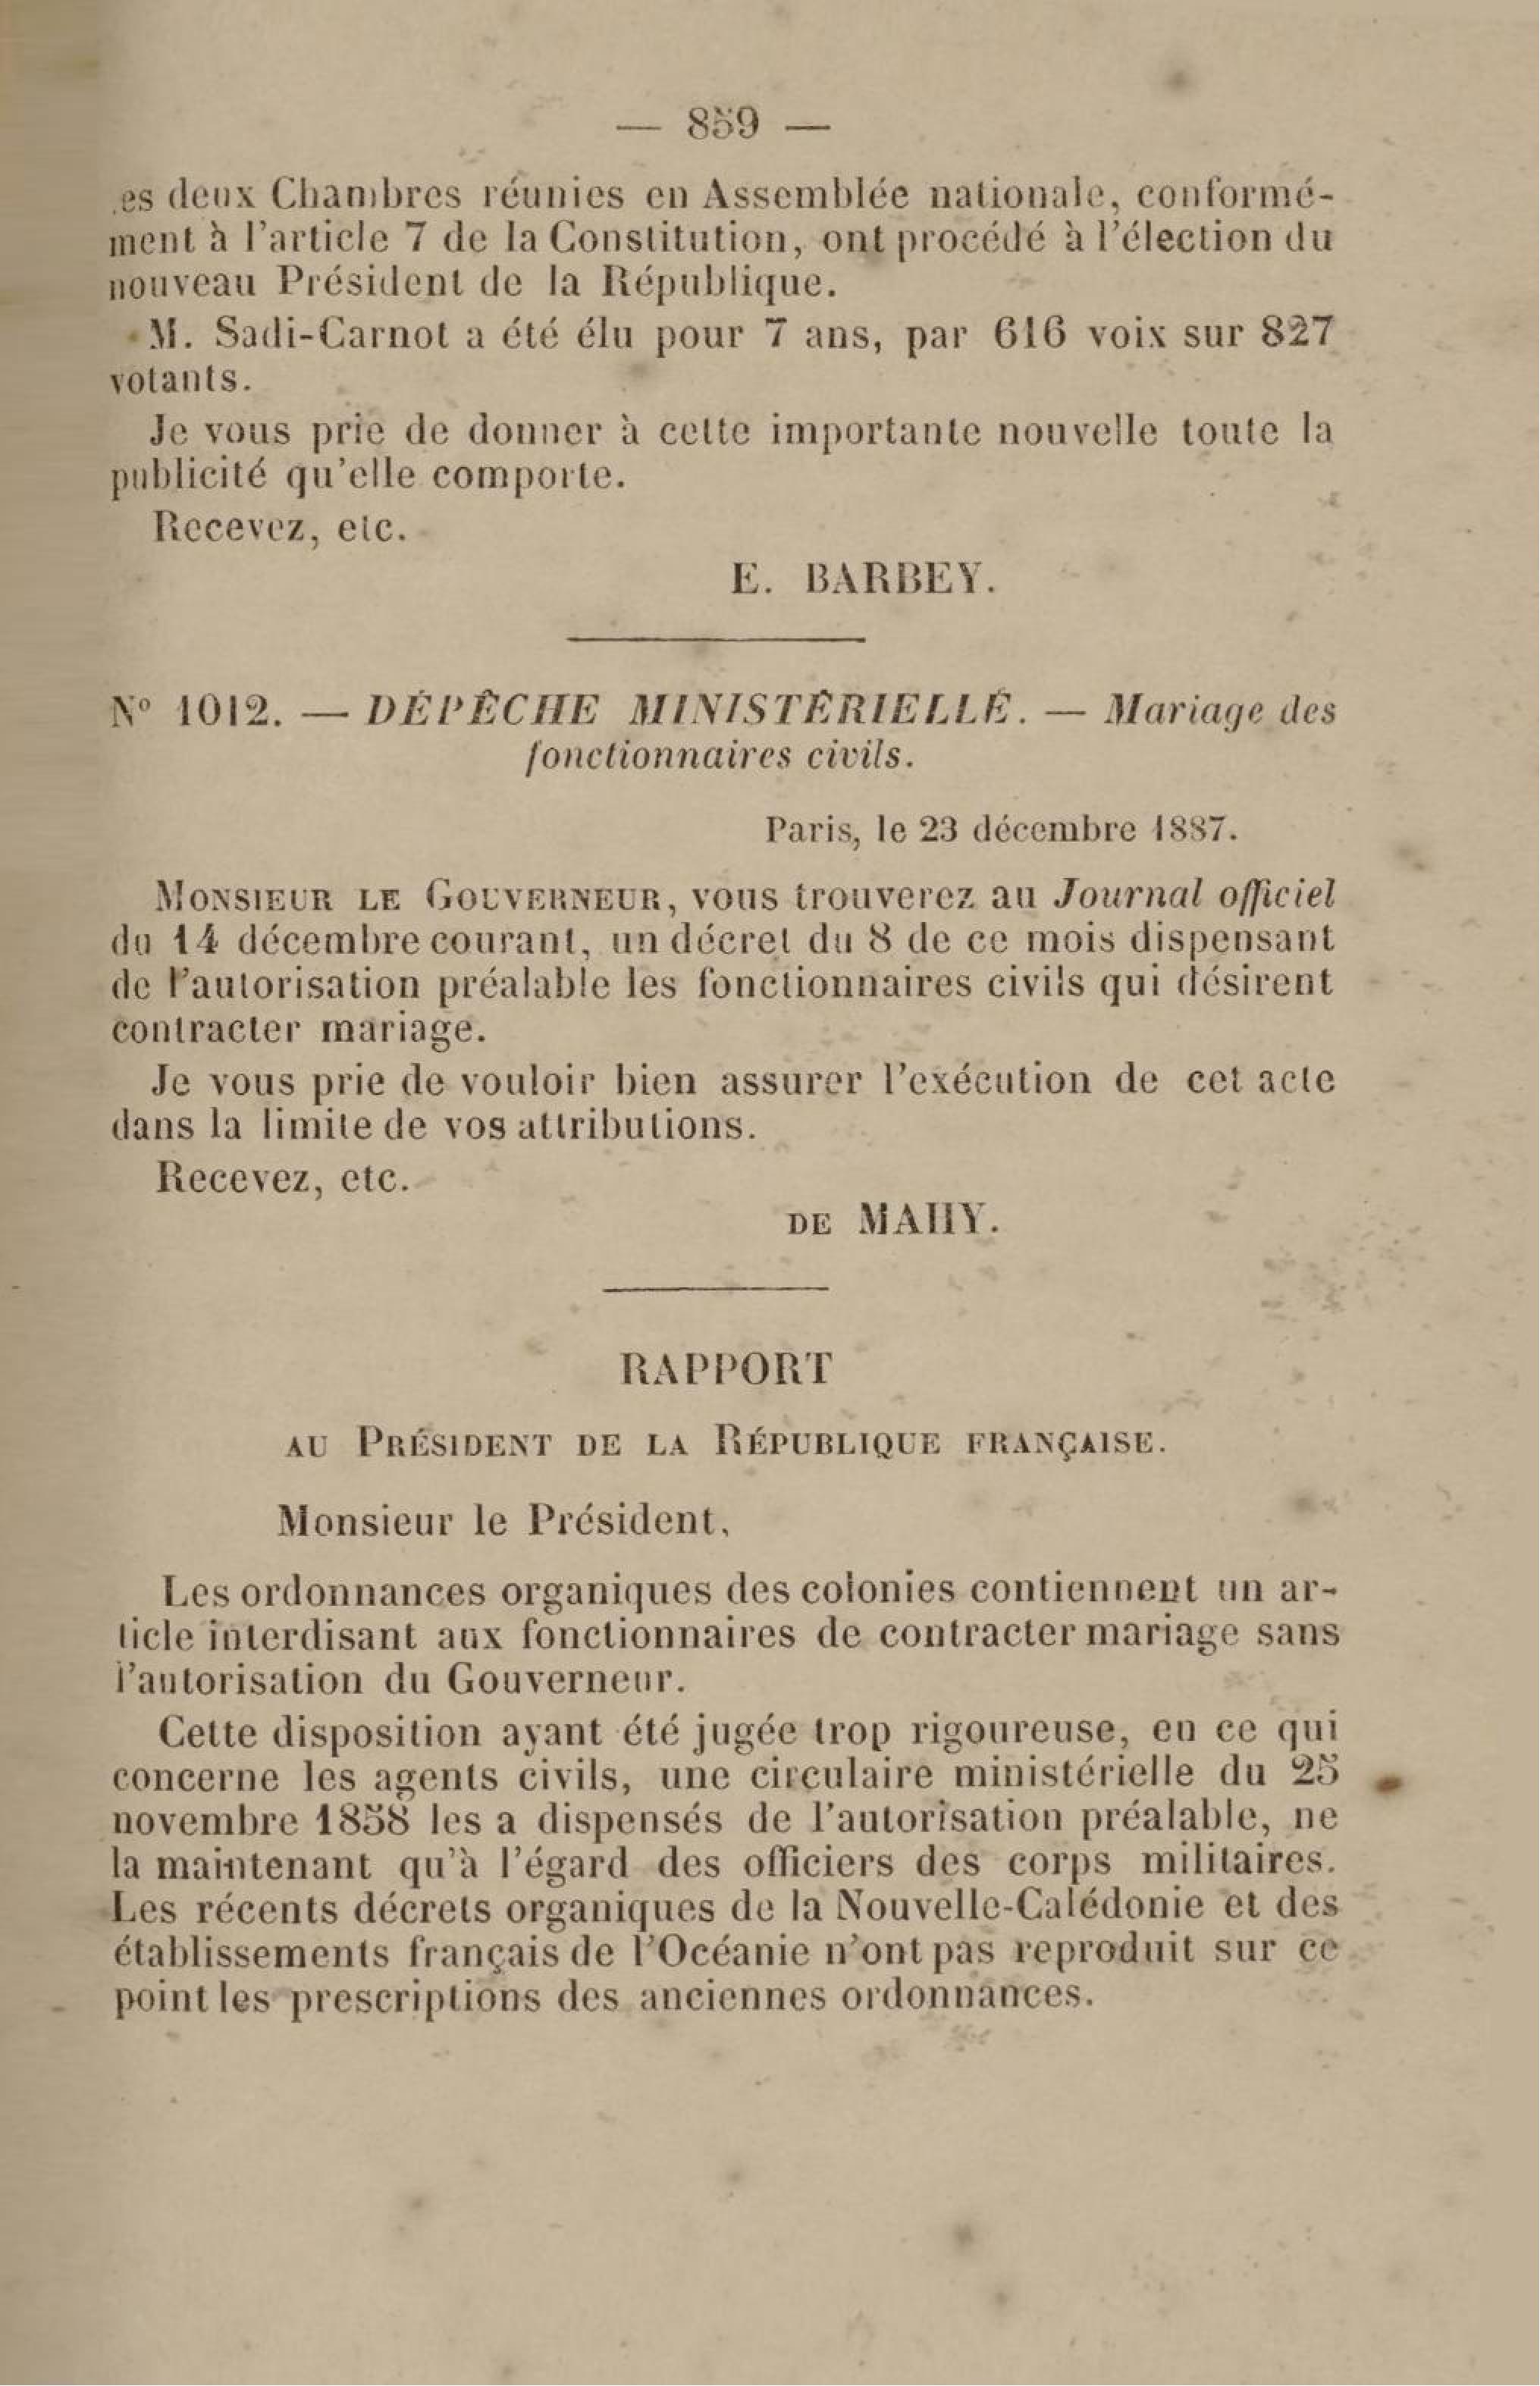 — 859 —
es deux Chambres réunies en Assemblée nationale, conformé-
ment à l'article 7 de la Constitution, ont procédé à l'élection du
nouveau Président de la République.
M. Sadi-Carnot a été élu pour 7 ans, par 616 voix sur 827
votants.
Je vous prie de donner à cette importante nouvelle toute la
publicité qu'elle comporte.
Recevez, etc.
E. BARBEY.
N° 1012. — DÉPÊCHE MINISTÉRIELLE. — Mariage des
fonctionnaires civils.
Paris, le 23 décembre 1887.
MONSIEUR LE GOUVERNEUR, vous trouverez au Journal officiel
du 14 décembre courant, un décret du 8 de ce mois dispensant
de l'autorisation préalable les fonctionnaires civils qui désirent
contracter mariage.
Je vous prie de vouloir bien assurer l'exécution de cet acte
dans la limite de vos attributions.
Recevez, etc.
DE MAHY.
RAPPORT
AU PRÉSIDENT DE LA RÉPUBLIQUE FRANÇAISE.
Monsieur le Président,
Les ordonnances organiques des colonies contiennent un ar-
ticle interdisant aux fonctionnaires de contracter mariage sans
l'autorisation du Gouverneur.
Cette disposition ayant été jugée trop rigoureuse, en ce qui
concerne les agents civils, une circulaire ministérielle du 25
novembre 1858 les a dispensés de l'autorisation préalable, ne
la maintenant qu'à l'égard des officiers des corps militaires.
Les récents décrets organiques de la Nouvelle-Calédonie et des
établissements français de l'Océanie n'ont pas reproduit sur ce
point les prescriptions des anciennes ordonnances.